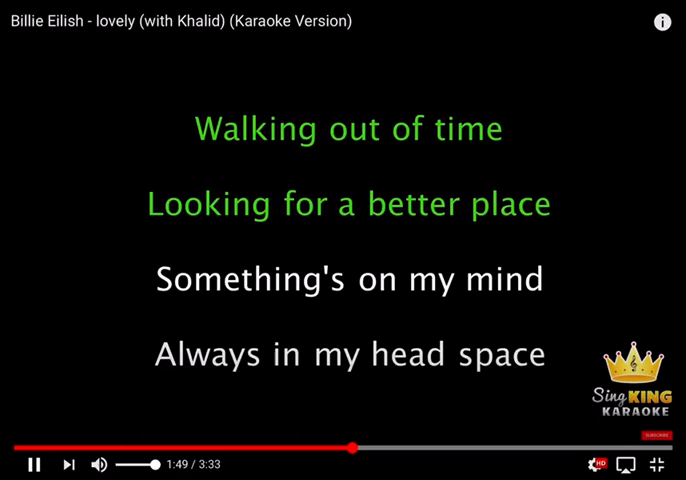 Billie Eilish - lovely (with Khalid) (Karaoke Version)
Walking out of time
Looking for a better place
Something's on my mind
Always in my head space
Sing KING
KARAOKE
SUBSCRIBE
1:49 / 3:33
HD